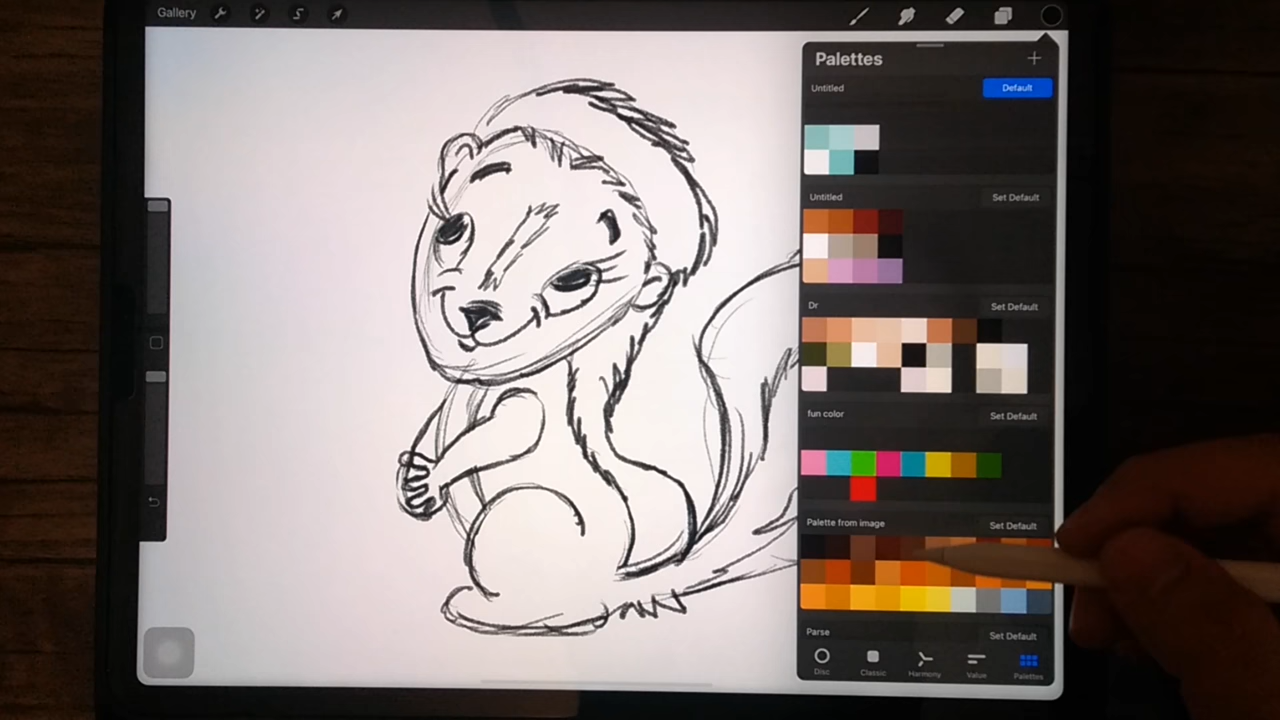 Gallery
Palettes
Untitled
Default
Untitled
Set Default
Dr
Set Default
fun color
Set Default
Palette from image
Set Default
Parse
Set Default
Disc
Classic
Harmony
Value
Palettes